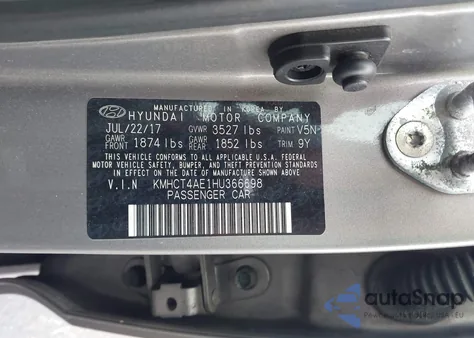 MANUFACTURED IN KOREA BY
HYUNDAI MOTOR COMPANY
JUL/22/17 GVWR 3527 lbs PAINT V5N
GAWR FRONT 1874 lbs GAWR REAR 1852 lbs TRIM 9Y
THIS VEHICLE CONFORMS TO ALL APPLICABLE U.S. FEDERAL
MOTOR VEHICLE SAFETY, BUMPER, AND THEFT PREVENTION
STANDARDS IN EFFECT ON THE DATE OF MANUFACTURE SHOWN ABOVE.
V.I.N KMHCT4AE1HU366698
PASSENGER CAR
autoSnap